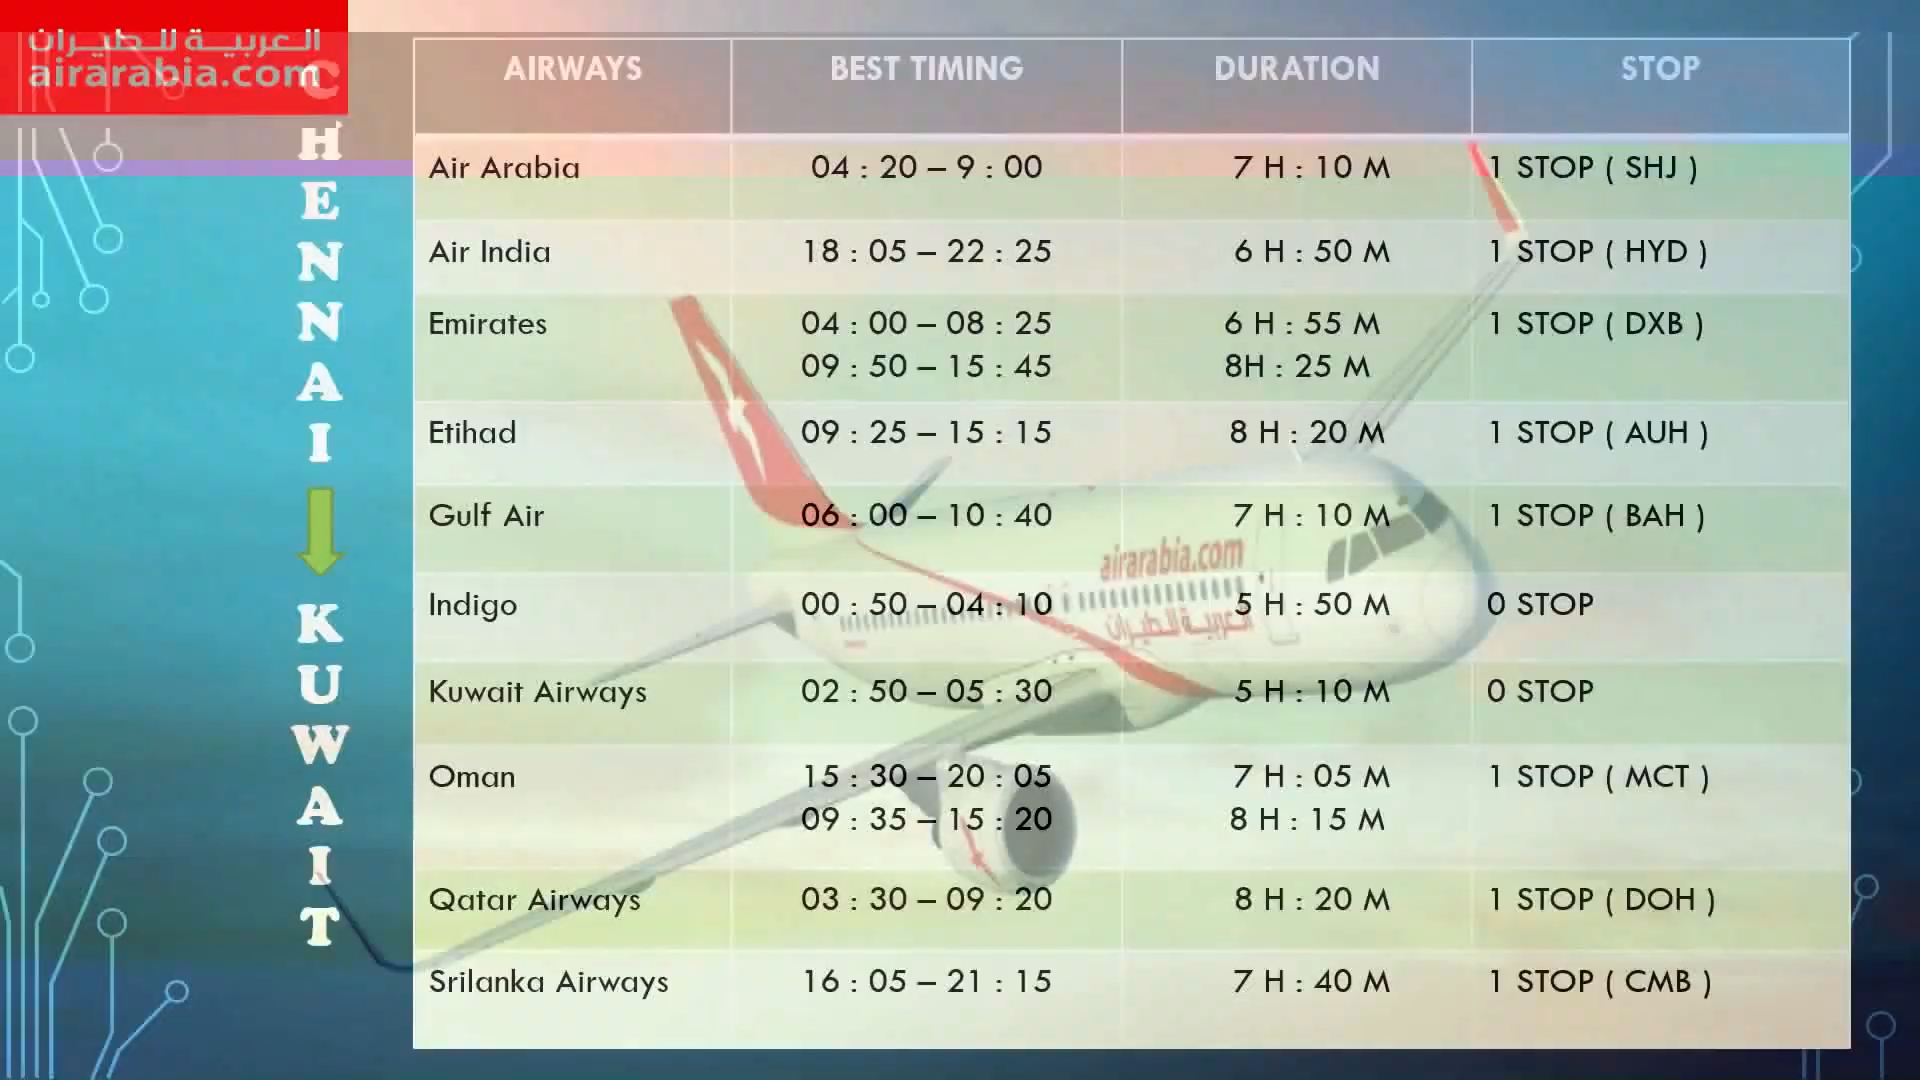 العربية للطيران
airarabia.com
CHENNAI
KUWAIT
AIRWAYS BEST TIMING DURATION STOP
Air Arabia 04 : 20 – 9 : 00 7 H : 10 M 1 STOP ( SHJ )
Air India 18 : 05 – 22 : 25 6 H : 50 M 1 STOP ( HYD )
Emirates 04 : 00 – 08 : 25 6 H : 55 M 1 STOP ( DXB )
09 : 50 – 15 : 45 8H : 25 M
Etihad 09 : 25 – 15 : 15 8 H : 20 M 1 STOP ( AUH )
Gulf Air 06 : 00 – 10 : 40 7 H : 10 M 1 STOP ( BAH )
airarabia.com
Indigo 00 : 50 – 04 : 10 5 H : 50 M 0 STOP
العربية للطيران
Kuwait Airways 02 : 50 – 05 : 30 5 H : 10 M 0 STOP
Oman 15 : 30 – 20 : 05 7 H : 05 M 1 STOP ( MCT )
09 : 35 – 15 : 20 8 H : 15 M
Qatar Airways 03 : 30 – 09 : 20 8 H : 20 M 1 STOP ( DOH )
Srilanka Airways 16 : 05 – 21 : 15 7 H : 40 M 1 STOP ( CMB )